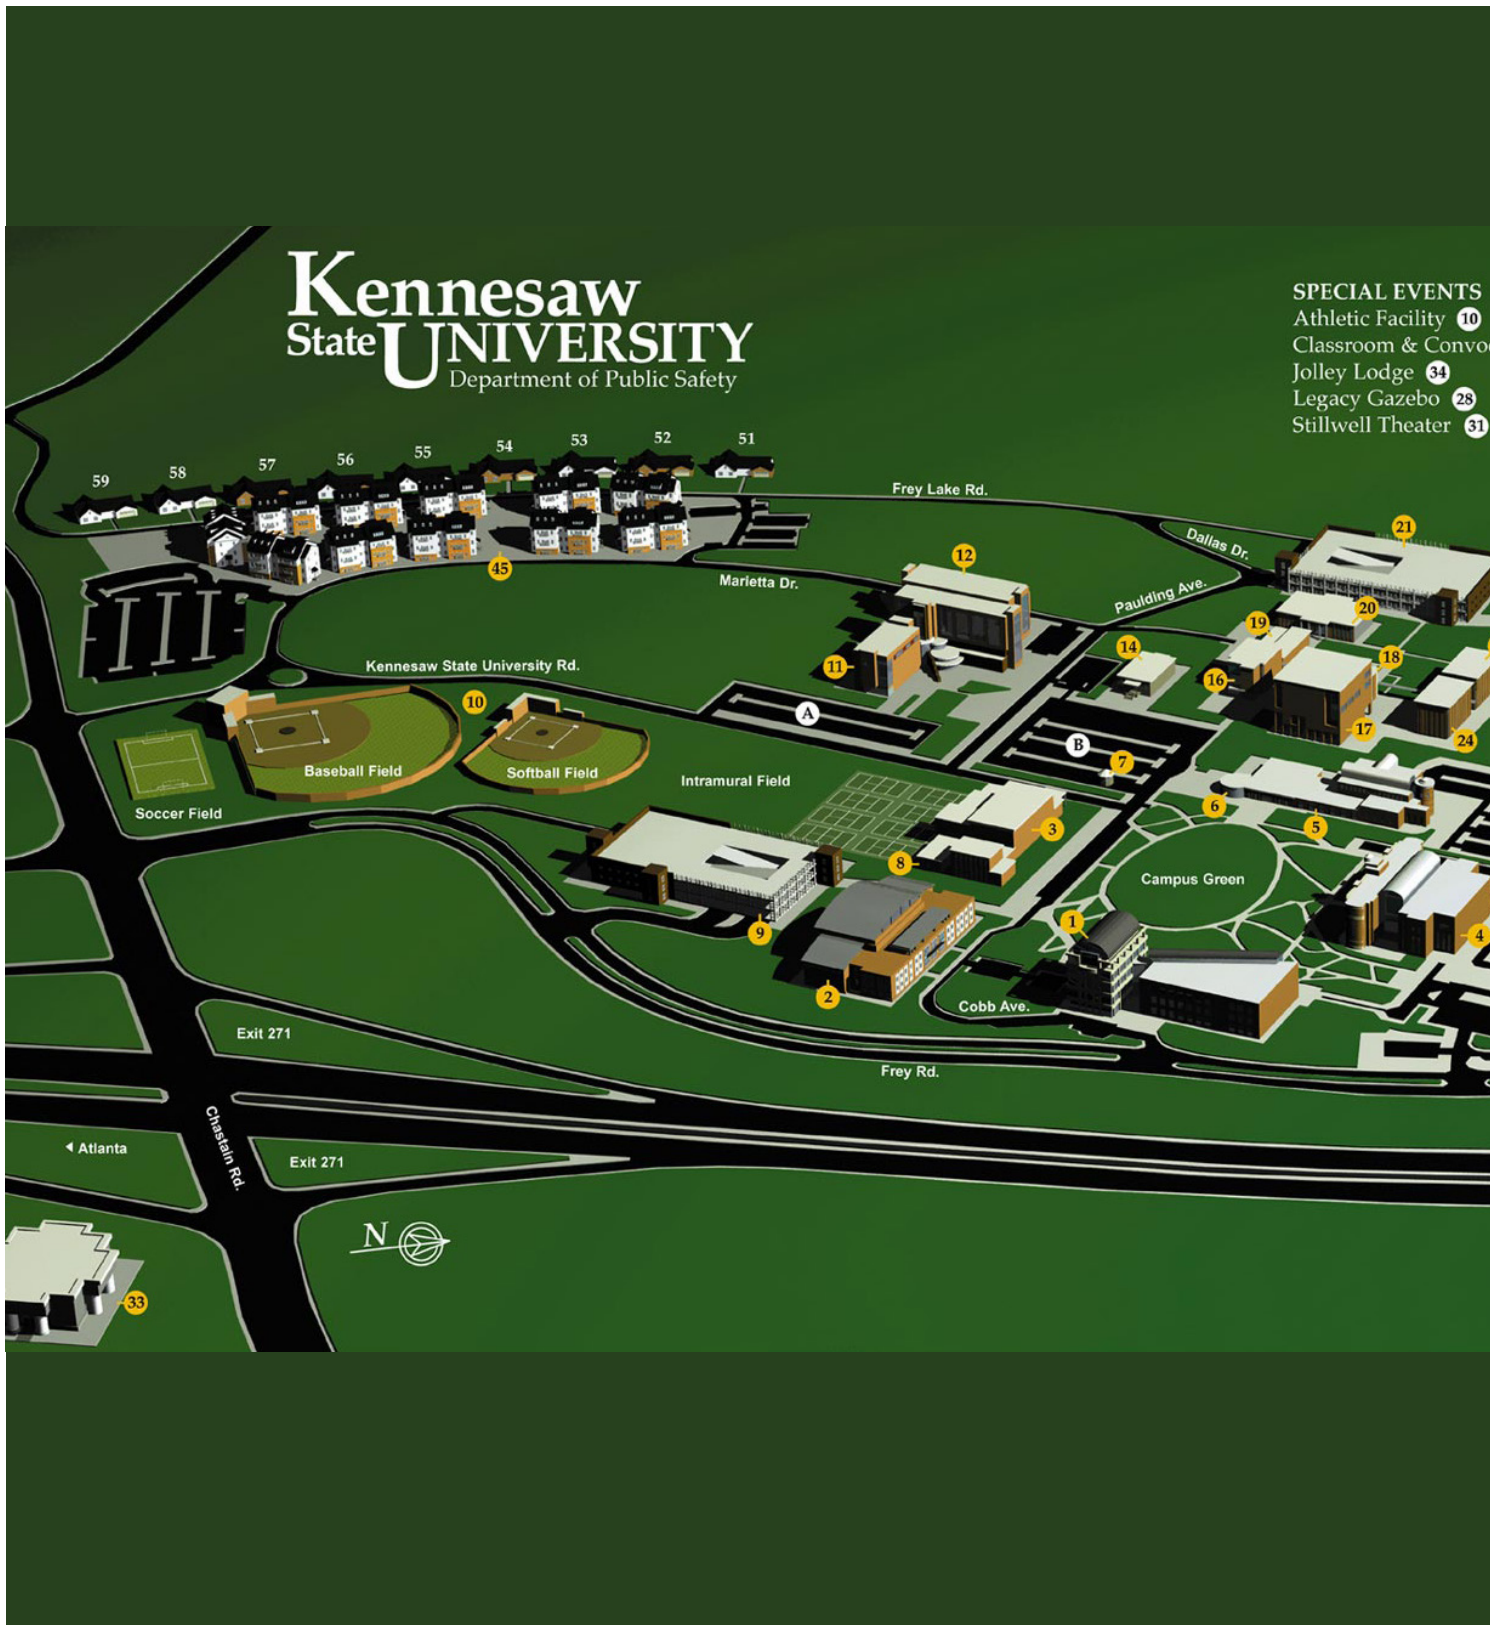 Kennesaw
State UNIVERSITY
Department of Public Safety
SPECIAL EVENTS
Athletic Facility 10
Classroom &
Jolley Lodge 34
Legacy Gazebo 28
Stillwell Theater 31
59
58
57
56
55
54
53
52
51
Frey Lake Rd.
Dallas Dr.
21
12
45
Marietta Dr.
Paulding Ave.
20
19
14
18
11
16
Kennesaw State University Rd.
10
A
B
17
24
7
Baseball Field
Softball Field
Intramural Field
Soccer Field
6
5
3
8
Campus Green
1
4
9
2
Cobb Ave.
Exit 271
Frey Rd.
Chastain Rd.
Atlanta
Exit 271
N
33